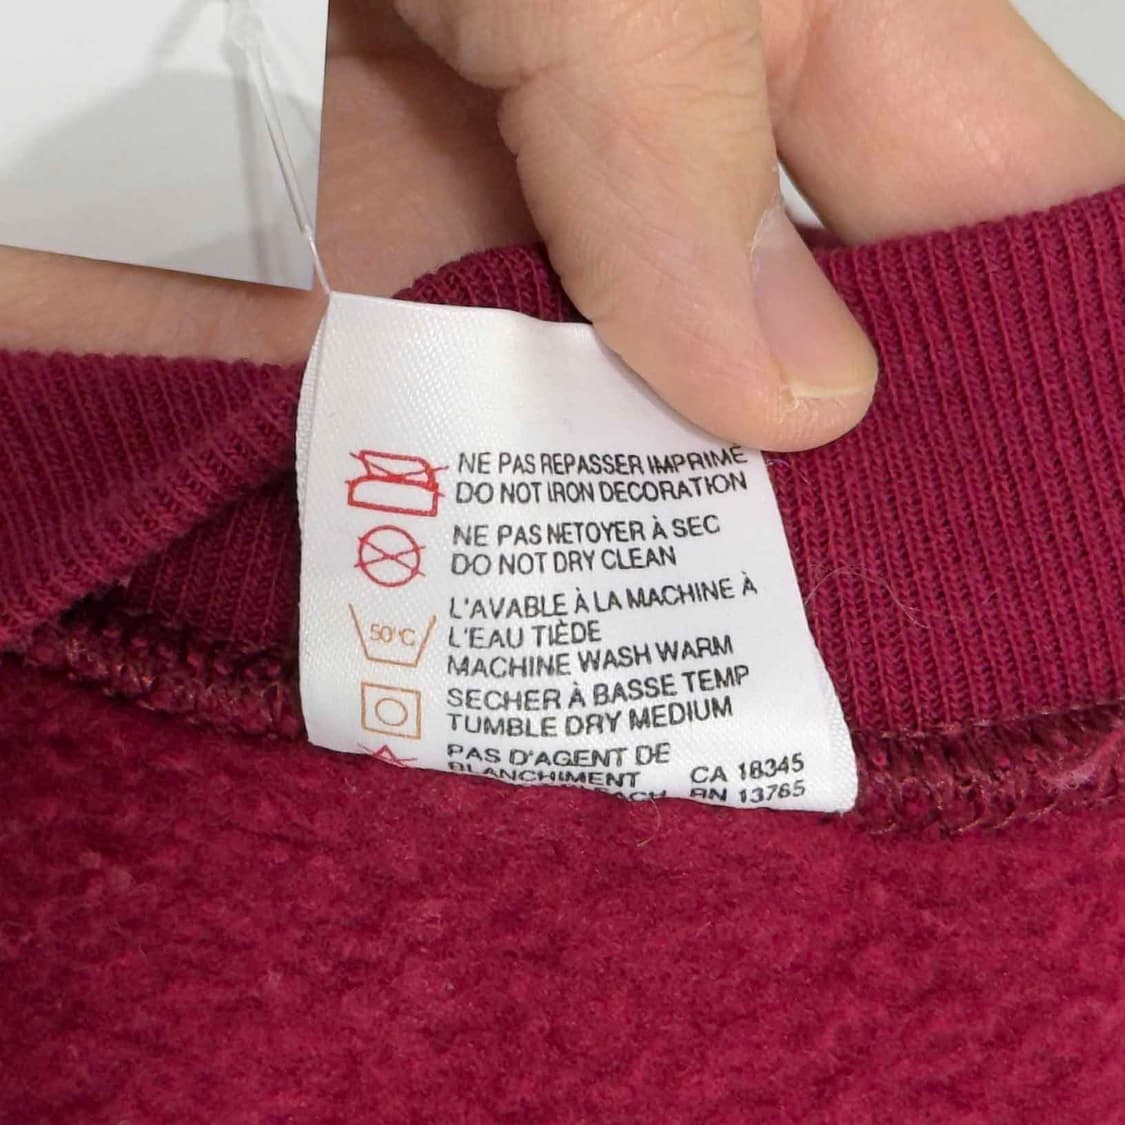 NE PAS REPASSER IMPRIMÉ
DO NOT IRON DECORATION
NE PAS NETOYER À SEC
DO NOT DRY CLEAN
L'AVABLE À LA MACHINE À
50°C L'EAU TIÈDE
MACHINE WASH WARM
SECHER À BASSE TEMP
TUMBLE DRY MEDIUM
PAS D'AGENT DE
BLANCHIMENT CA 18345
RN 13765